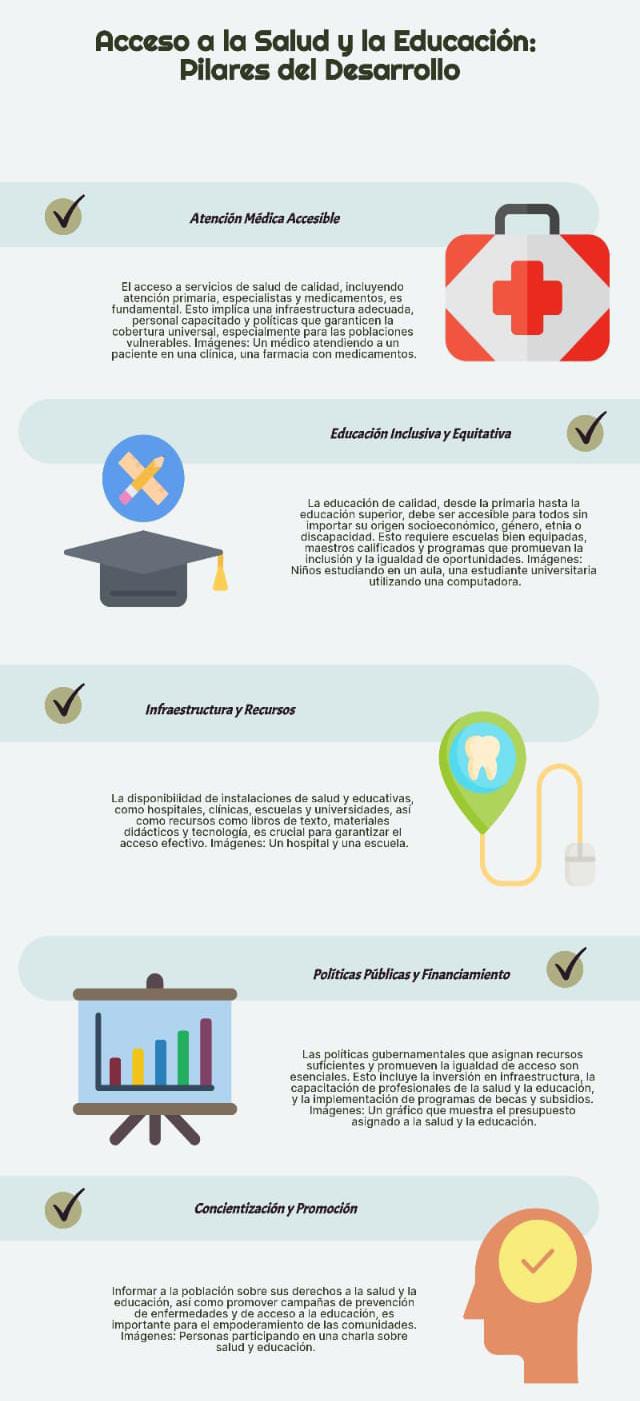 Acceso a la Salud y la Educación:
Pilares del Desarrollo
Atención Médica Accesible
El acceso a servicios de salud de calidad, incluyendo
atención primaria, especialistas y medicamentos, es
fundamental. Esto implica una infraestructura adecuada,
personal capacitado y políticas que garanticen la
cobertura universal, especialmente para las poblaciones
vulnerables. Imágenes: Un médico atendiendo a un
paciente en una clínica, una farmacia con medicamentos.
Educación Inclusiva y Equitativa
La educación de calidad, desde la primaria hasta la
educación superior, debe ser accesible para todos sin
importar su origen socioeconómico, género, etnia o
discapacidad. Esto requiere escuelas bien equipadas,
maestros calificados y programas que promuevan la
inclusión y la igualdad de oportunidades. Imágenes:
Niños estudiando en un aula, una estudiante universitaria
utilizando una computadora.
Infraestructura y Recursos
La disponibilidad de instalaciones de salud y educativas,
como hospitales, clínicas, escuelas y universidades, así
como recursos como libros de texto, materiales
didácticos y tecnología, es crucial para garantizar el
acceso efectivo. Imágenes: Un hospital y una escuela.
Políticas Públicas y Financiamiento
Las políticas gubernamentales que asignan recursos
suficientes y promueven la igualdad de acceso son
esenciales. Esto incluye la inversión en infraestructura, la
capacitación de profesionales de la salud y la educación,
y la implementación de programas de becas y subsidios.
Imágenes: Un gráfico que muestra el presupuesto
asignado a la salud y la educación.
Concientización y Promoción
Informar a la población sobre sus derechos a la salud y la
educación, así como promover campañas de prevención
de enfermedades y de acceso a la educación, es
importante para el empoderamiento de las comunidades.
Imágenes: Personas participando en una charla sobre
salud y educación.